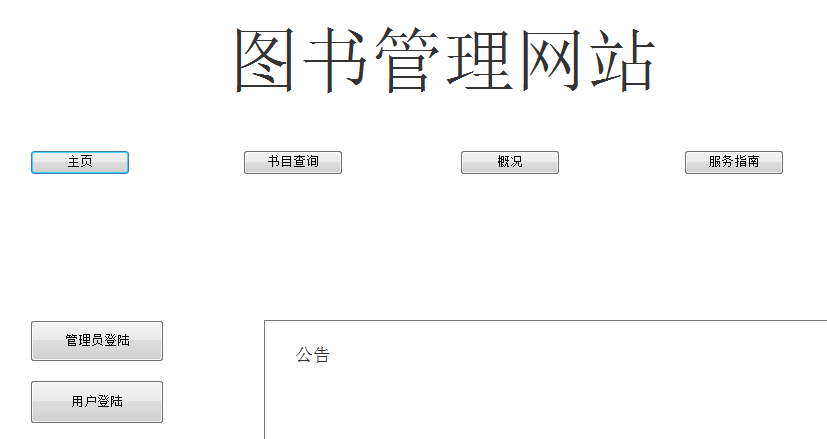 图书管理网站
主页
书目查询
概况
服务指南
管理员登陆
公告
用户登陆